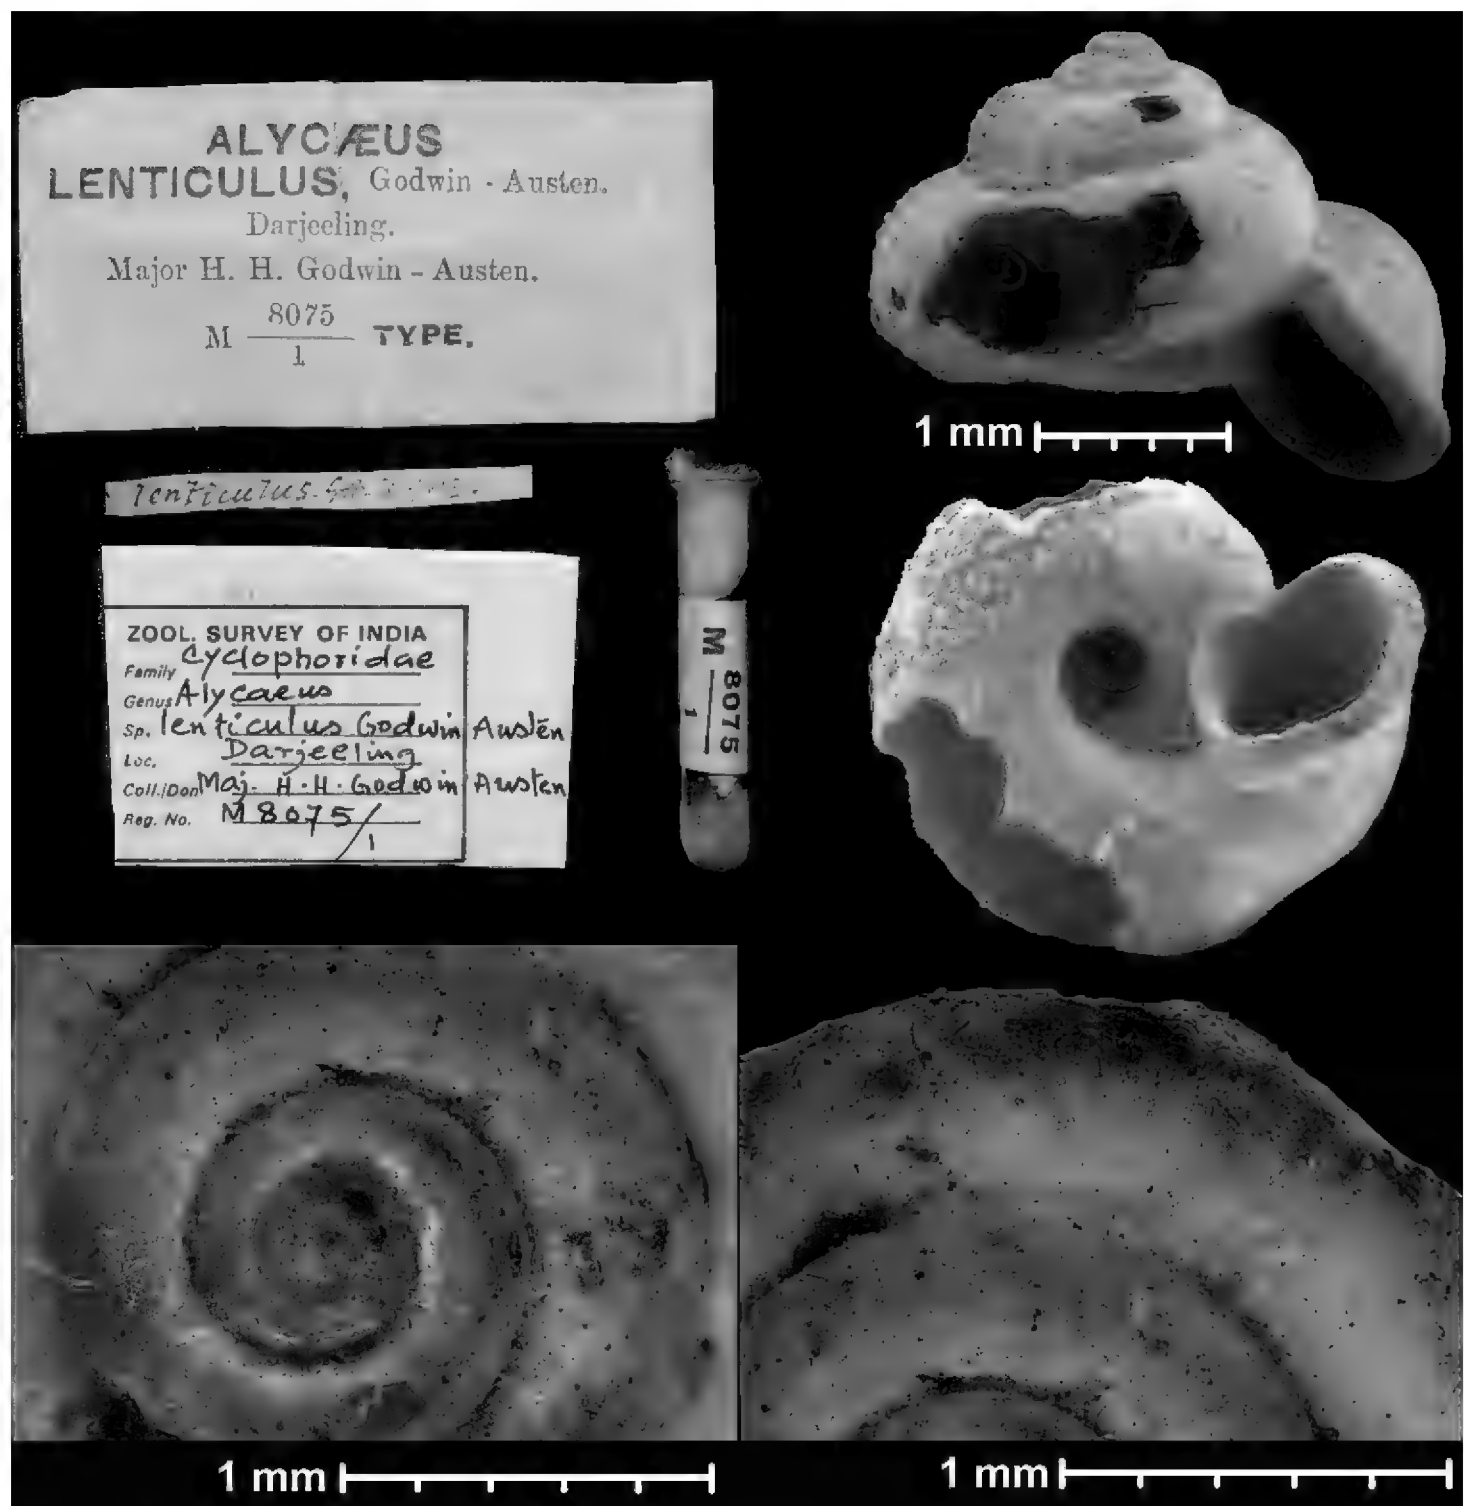 ALYCÆUS
LENTICULUS, Godwin - Austen.
Darjeeling.
Major H. H. Godwin - Austen.
M 8075/1 TYPE.
1 mm
lenticulus.
M 8075/1
ZOOL. SURVEY OF INDIA
Family Cyclophoridae
Genus Alycaeus
Sp. lenticulus Godwin Austen
Loc. Darjeeling
Coll./Don Maj. H.H. Godwin Austen
Reg. No. M 8075/1
1 mm
1 mm